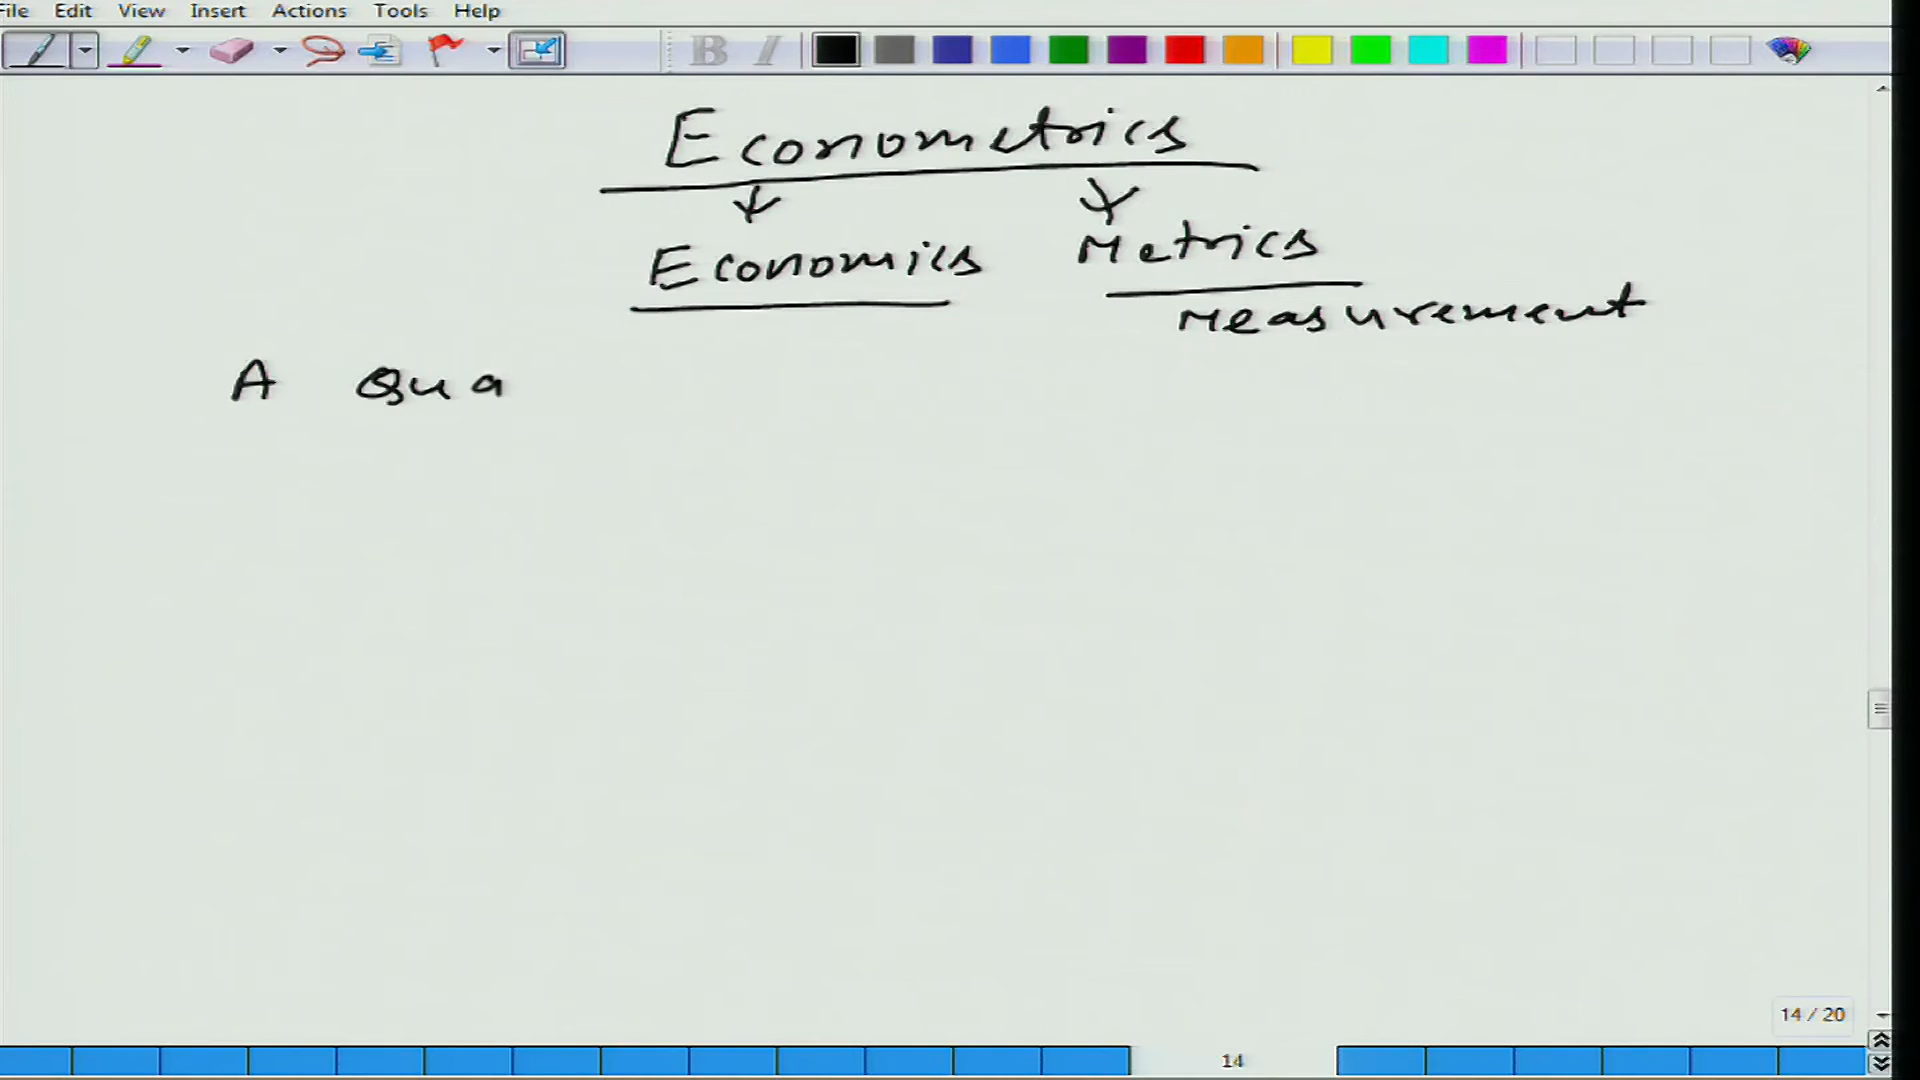 File Edit View Insert Actions Tools Help
B I
Econometrics
Economics Metrics
Measurement
A Qua
14 / 20
14